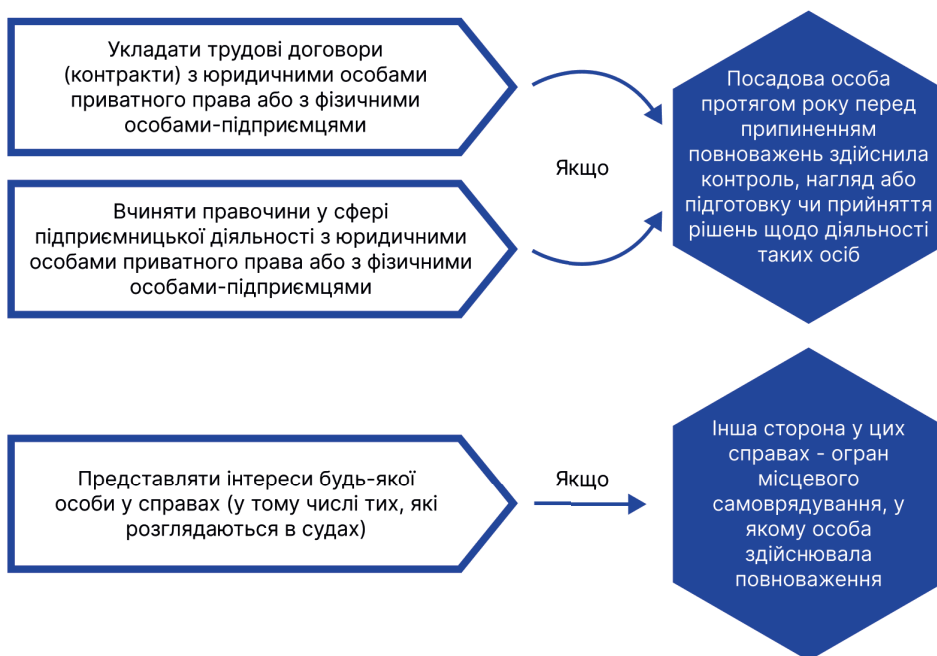 Укладати трудові договори
(контракти) з юридичними особами
приватного права або з фізичними
особами-підприємцями
Якщо
Вчиняти правочини у сфері
підприємницької діяльності з юридичними
особами приватного права або з фізичними
особами-підприємцями
Посадова особа
протягом року перед
припиненням
повноважень здійснила
контроль, нагляд або
підготовку чи прийняття
рішень щодо діяльності
таких осіб
Представляти інтереси будь-якої
особи у справах (у тому числі тих, які
розглядаються в судах)
Якщо
Інша сторона у цих
справах - огран
місцевого
самоврядування, у
якому особа
здійснювала
повноваження